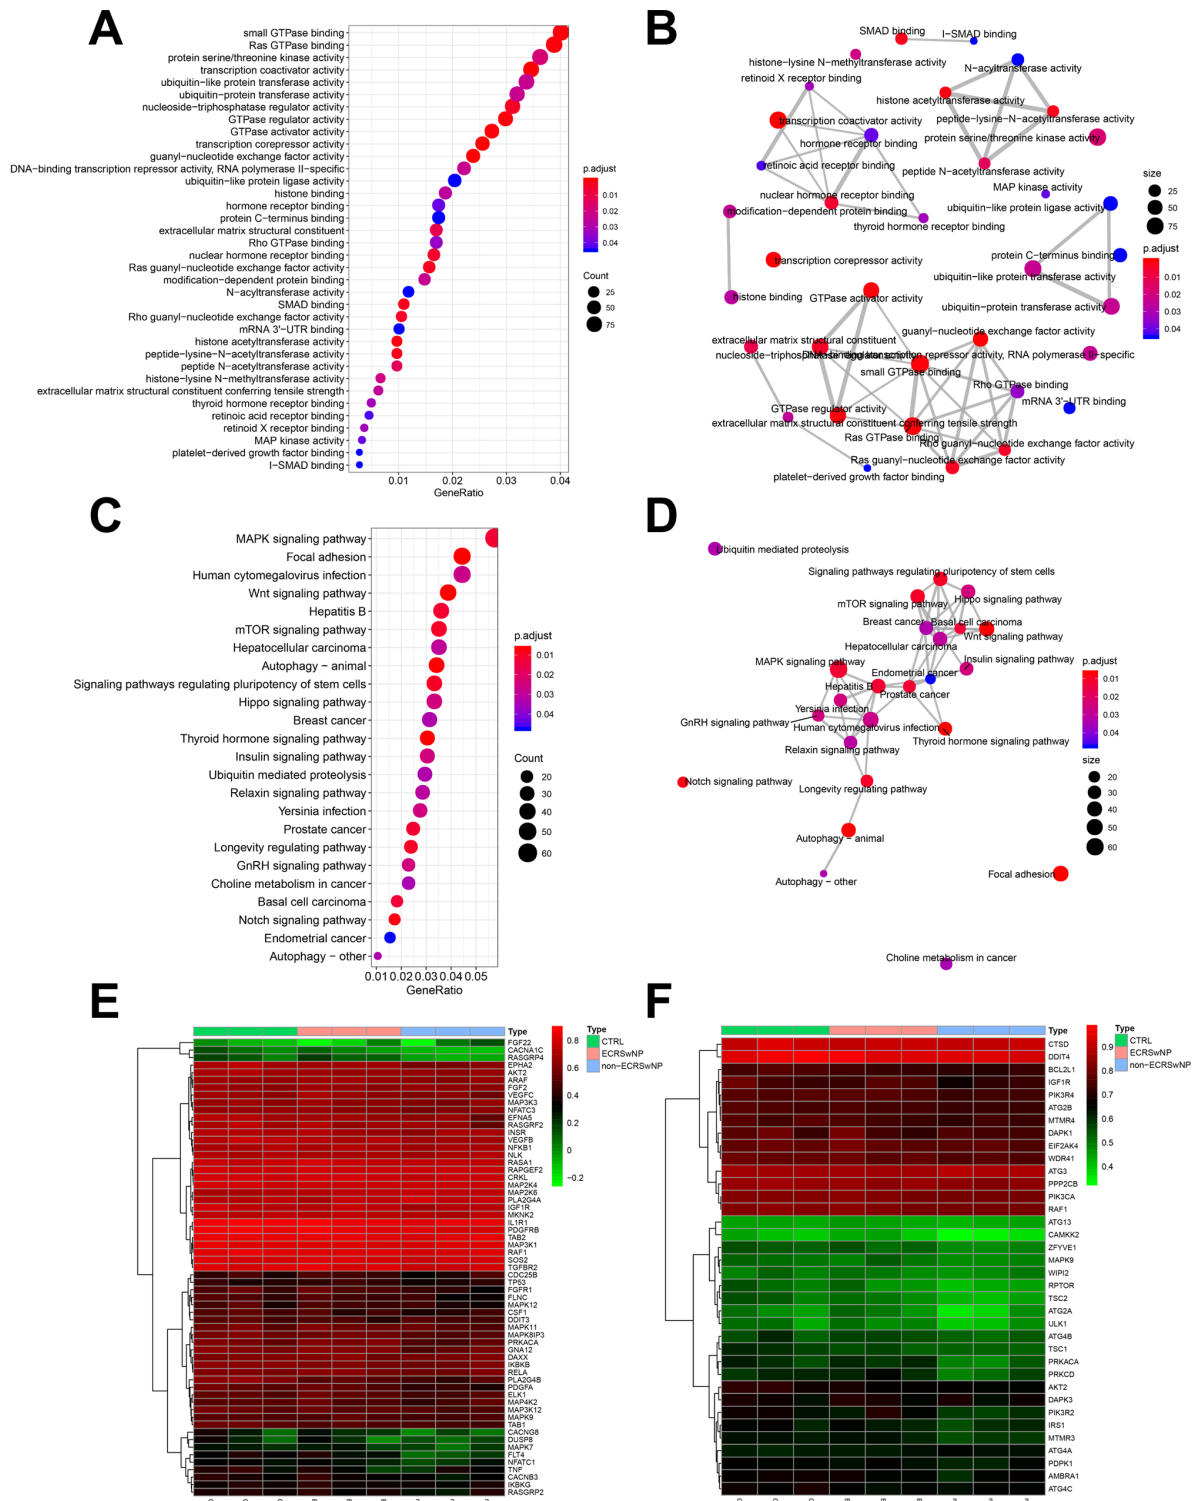 A
small GTPase binding
Ras GTPase binding
protein serine/threonine kinase activity
transcription coactivator activity
ubiquitin-like protein transferase activity
ubiquitin-protein transferase activity
nucleoside-triphosphatase regulator activity
GTPase regulator activity
GTPase activator activity
transcription corepressor activity
guanyl-nucleotide exchange factor activity
DNA-binding transcription repressor activity, RNA polymerase II-specific
ubiquitin-like protein ligase activity
histone binding
hormone receptor binding
protein C-terminus binding
extracellular matrix structural constituent
Rho GTPase binding
nuclear hormone receptor binding
Ras guanyl-nucleotide exchange factor activity
modification-dependent protein binding
N-acyltransferase activity
SMAD binding
Rho guanyl-nucleotide exchange factor activity
mRNA 3'-UTR binding
histone acetyltransferase activity
peptide-lysine-N-acetyltransferase activity
peptide N-acetyltransferase activity
histone-lysine N-methyltransferase activity
extracellular matrix structural constituent conferring tensile strength
thyroid hormone receptor binding
retinoic acid receptor binding
retinoid X receptor binding
MAP kinase activity
platelet-derived growth factor binding
I-SMAD binding
0.01 0.02 0.03 0.04
GeneRatio
p.adjust
0.01
0.02
0.03
0.04
Count
25
50
75
B
SMAD binding
I-SMAD binding
histone-lysine N-methyltransferase activity
N-acyltransferase activity
retinoid X receptor binding
histone acetyltransferase activity
transcription coactivator activity
peptide-lysine-N-acetyltransferase activity
hormone receptor binding
protein serine/threonine kinase activity
retinoic acid receptor binding
peptide N-acetyltransferase activity
MAP kinase activity
nuclear hormone receptor binding
modification-dependent protein binding
ubiquitin-like protein ligase activity
thyroid hormone receptor binding
protein C-terminus binding
transcription corepressor activity
ubiquitin-like protein transferase activity
histone binding
GTPase activator activity
ubiquitin-protein transferase activity
guanyl-nucleotide exchange factor activity
extracellular matrix structural constituent
nucleoside-triphosphatase regulator activity
DNA-binding transcription repressor activity, RNA polymerase II-specific
small GTPase binding
Rho GTPase binding
mRNA 3'-UTR binding
GTPase regulator activity
extracellular matrix structural constituent conferring tensile strength
Ras GTPase binding
Rho guanyl-nucleotide exchange factor activity
Ras guanyl-nucleotide exchange factor activity
platelet-derived growth factor binding
size
25
50
75
p.adjust
0.01
0.02
0.03
0.04
C
MAPK signaling pathway
Focal adhesion
Human cytomegalovirus infection
Wnt signaling pathway
Hepatitis B
mTOR signaling pathway
Hepatocellular carcinoma
Autophagy - animal
Signaling pathways regulating pluripotency of stem cells
Hippo signaling pathway
Breast cancer
Thyroid hormone signaling pathway
Insulin signaling pathway
Ubiquitin mediated proteolysis
Relaxin signaling pathway
Yersinia infection
Prostate cancer
Longevity regulating pathway
GnRH signaling pathway
Choline metabolism in cancer
Basal cell carcinoma
Notch signaling pathway
Endometrial cancer
Autophagy - other
0.01 0.02 0.03 0.04 0.05
GeneRatio
p.adjust
0.01
0.02
0.03
0.04
Count
20
30
40
50
60
D
Ubiquitin mediated proteolysis
Signaling pathways regulating pluripotency of stem cells
mTOR signaling pathway
Hippo signaling pathway
Breast cancer
Basal cell carcinoma
Wnt signaling pathway
Hepatocellular carcinoma
MAPK signaling pathway
Insulin signaling pathway
Endometrial cancer
Hepatitis B
Prostate cancer
Yersinia infection
GnRH signaling pathway
Human cytomegalovirus infection
Thyroid hormone signaling pathway
Relaxin signaling pathway
Notch signaling pathway
Longevity regulating pathway
Autophagy - animal
Autophagy - other
Focal adhesion
Choline metabolism in cancer
p.adjust
0.01
0.02
0.03
0.04
size
20
30
40
50
60
E
Type
FGF22
CACNA1C
RASGRP4
EPHA2
AKT2
ARAF
FGF2
VEGFC
MAP3K3
NFATC3
EFNA5
RASGRF2
INSR
VEGFB
NFKB1
NLK
RASA1
RAPGEF2
CRKL
MAP2K4
MAP2K6
PLA2G4A
IGF1R
MKNK2
IL1R1
PDGFRB
TAB2
MAP3K1
RAF1
SOS2
TGFBR2
CDC25B
TP53
FGFR1
FLNC
MAPK12
CSF1
DDIT3
MAPK11
MAPK8IP3
PRKACA
GNA12
DAXX
IKBKB
RELA
PLA2G4B
PDGFA
ELK1
MAP4K2
MAP3K12
MAPK9
TAB1
CACNG8
DUSP8
MAPK7
FLT4
NFATC1
TNF
CACNB3
IKBKG
RASGRP2
0.8
0.6
0.4
0.2
0
-0.2
Type
CTRL
ECRSwNP
non-ECRSwNP
F
Type
CTSD
DDIT4
BCL2L1
IGF1R
PIK3R4
ATG2B
MTMR4
DAPK1
EIF2AK4
WDR41
ATG3
PPP2CB
PIK3CA
RAF1
ATG13
CAMKK2
ZFYVE1
MAPK9
WIPI2
RPTOR
TSC2
ATG2A
ULK1
ATG4B
TSC1
PRKACA
PRKCD
AKT2
DAPK3
PIK3R2
IRS1
MTMR3
ATG4A
PDPK1
AMBRA1
ATG4C
0.9
0.8
0.7
0.6
0.5
0.4
Type
CTRL
ECRSwNP
non-ECRSwNP